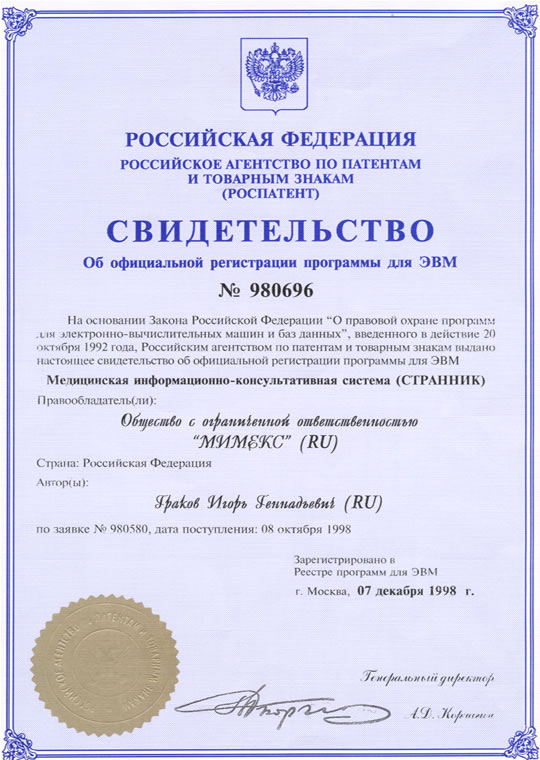 РОССИЙСКАЯ ФЕДЕРАЦИЯ
РОССИЙСКОЕ АГЕНТСТВО ПО ПАТЕНТАМ
И ТОВАРНЫМ ЗНАКАМ
(РОСПАТЕНТ)
СВИДЕТЕЛЬСТВО
Об официальной регистрации программы для ЭВМ
№ 980696
На основании Закона Российской Федерации “О правовой охране программ
для электронно-вычислительных машин и баз данных”, введенного в действие 20
октября 1992 года, Российским агентством по патентам и товарным знакам выдано
настоящее свидетельство об официальной регистрации программы для ЭВМ
Медицинская информационно-консультативная система (СТРАННИК)
Правообладатель(ли):
Общество с ограниченной ответственностью
“МИМЕКС” (RU)
Страна: Российская Федерация
Автор(ы):
Граков Игорь Геннадьевич (RU)
по заявке № 980580, дата поступления: 08 октября 1998
Зарегистрировано в
Реестре программ для ЭВМ
г. Москва, 07 декабря 1998 г.
Генеральный директор
А.Д. Корчагин